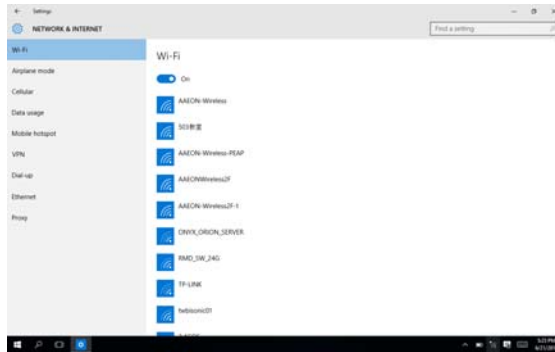 Settings
NETWORK & INTERNET
Find a setting
Wi-Fi
Airplane mode
Cellular
Data usage
Mobile hotspot
VPN
Dial-up
Ethernet
Proxy
Wi-Fi
On
AAEON-Wireless
503教室
AAEON-Wireless-PEAP
AAEONWireless2F
AAEON-Wireless2F-1
ONYX_ORION_SERVER
RMD_SW_24G
TP-LINK
twbisonic01